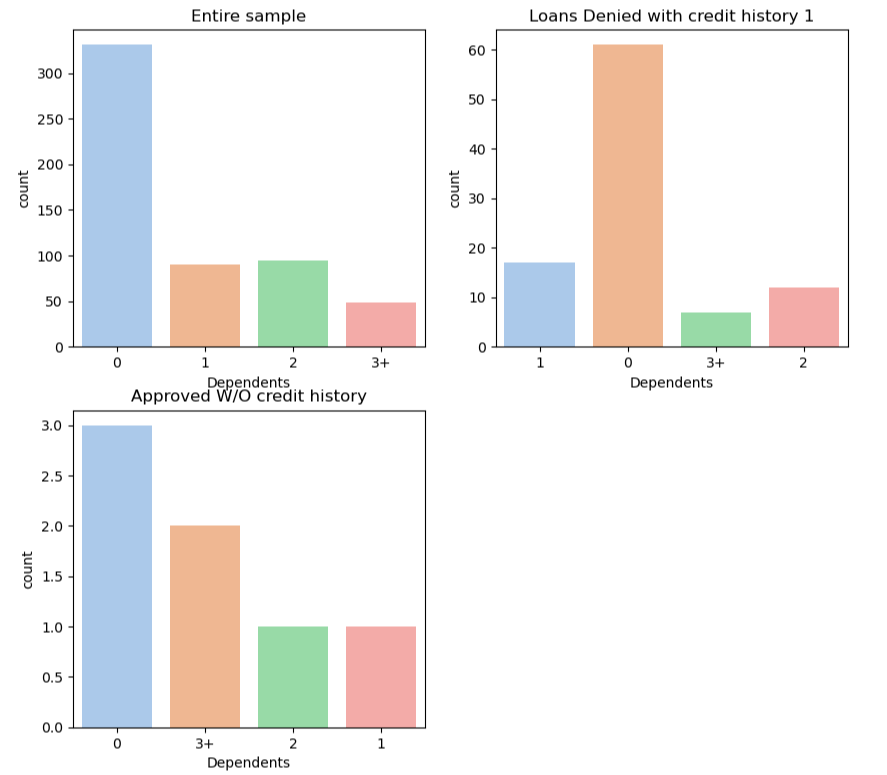 Entire sample
count
300
250
200
150
100
50
0
0 1 2 3+
Dependents
Loans Denied with credit history 1
count
60
50
40
30
20
10
0
1 0 3+ 2
Dependents
Approved W/O credit history
count
3.0
2.5
2.0
1.5
1.0
0.5
0.0
0 3+ 2 1
Dependents